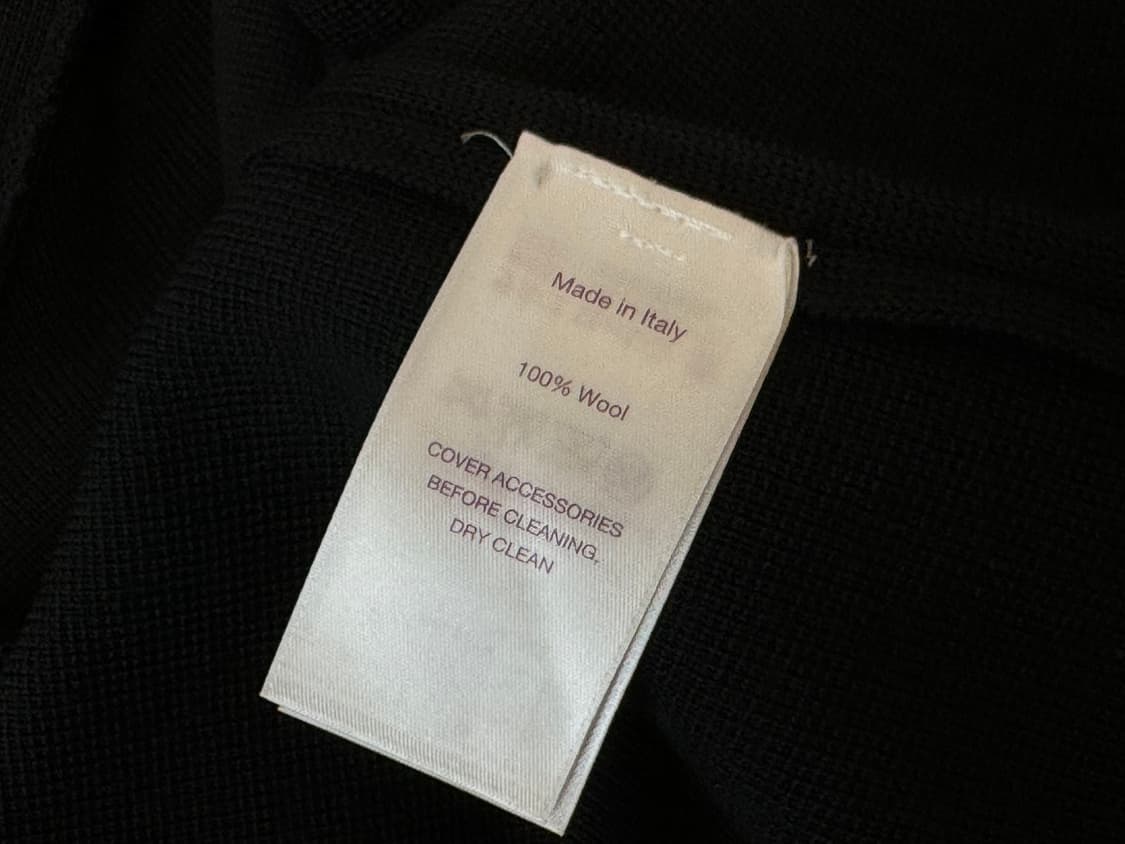 Made in Italy
100% Wool
COVER ACCESSORIES
BEFORE CLEANING,
DRY CLEAN